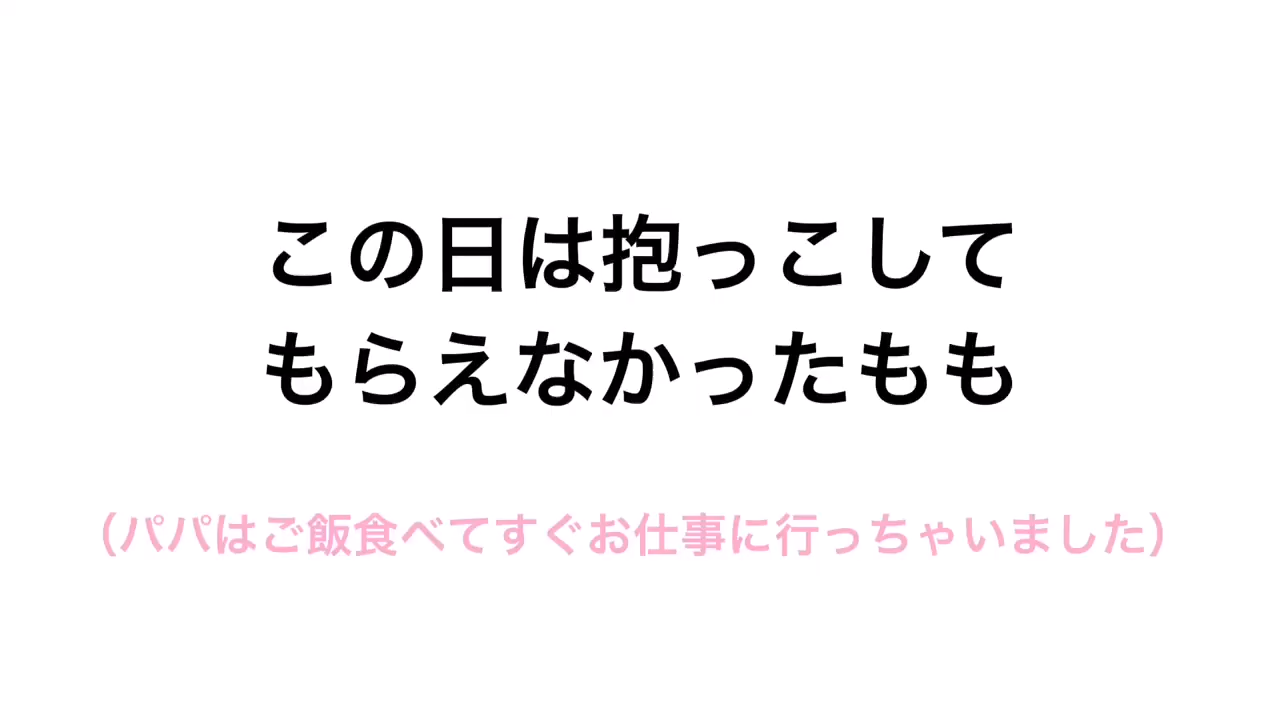 この日は抱っこして
もらえなかったもも
（パパはご飯食べてすぐお仕事に行っちゃいました）